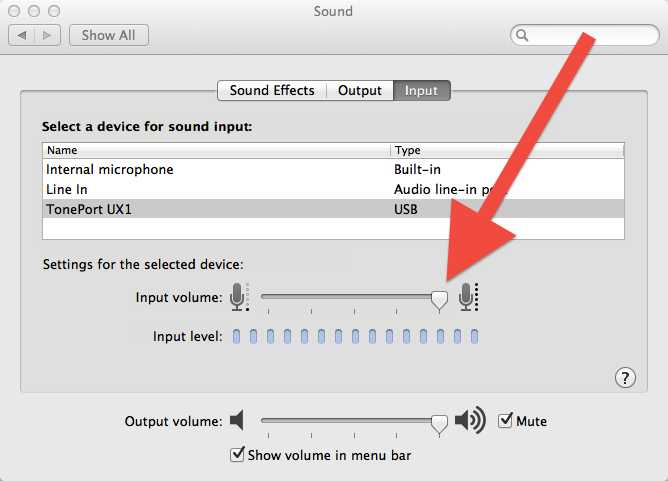 Sound
Show All
Sound Effects Output Input
Select a device for sound input:
Name Type
Internal microphone Built-in
Line In Audio line-in
TonePort UX1 USB
Settings for the selected device:
Input volume:
Input level:
?
Output volume: Mute
Show volume in menu bar